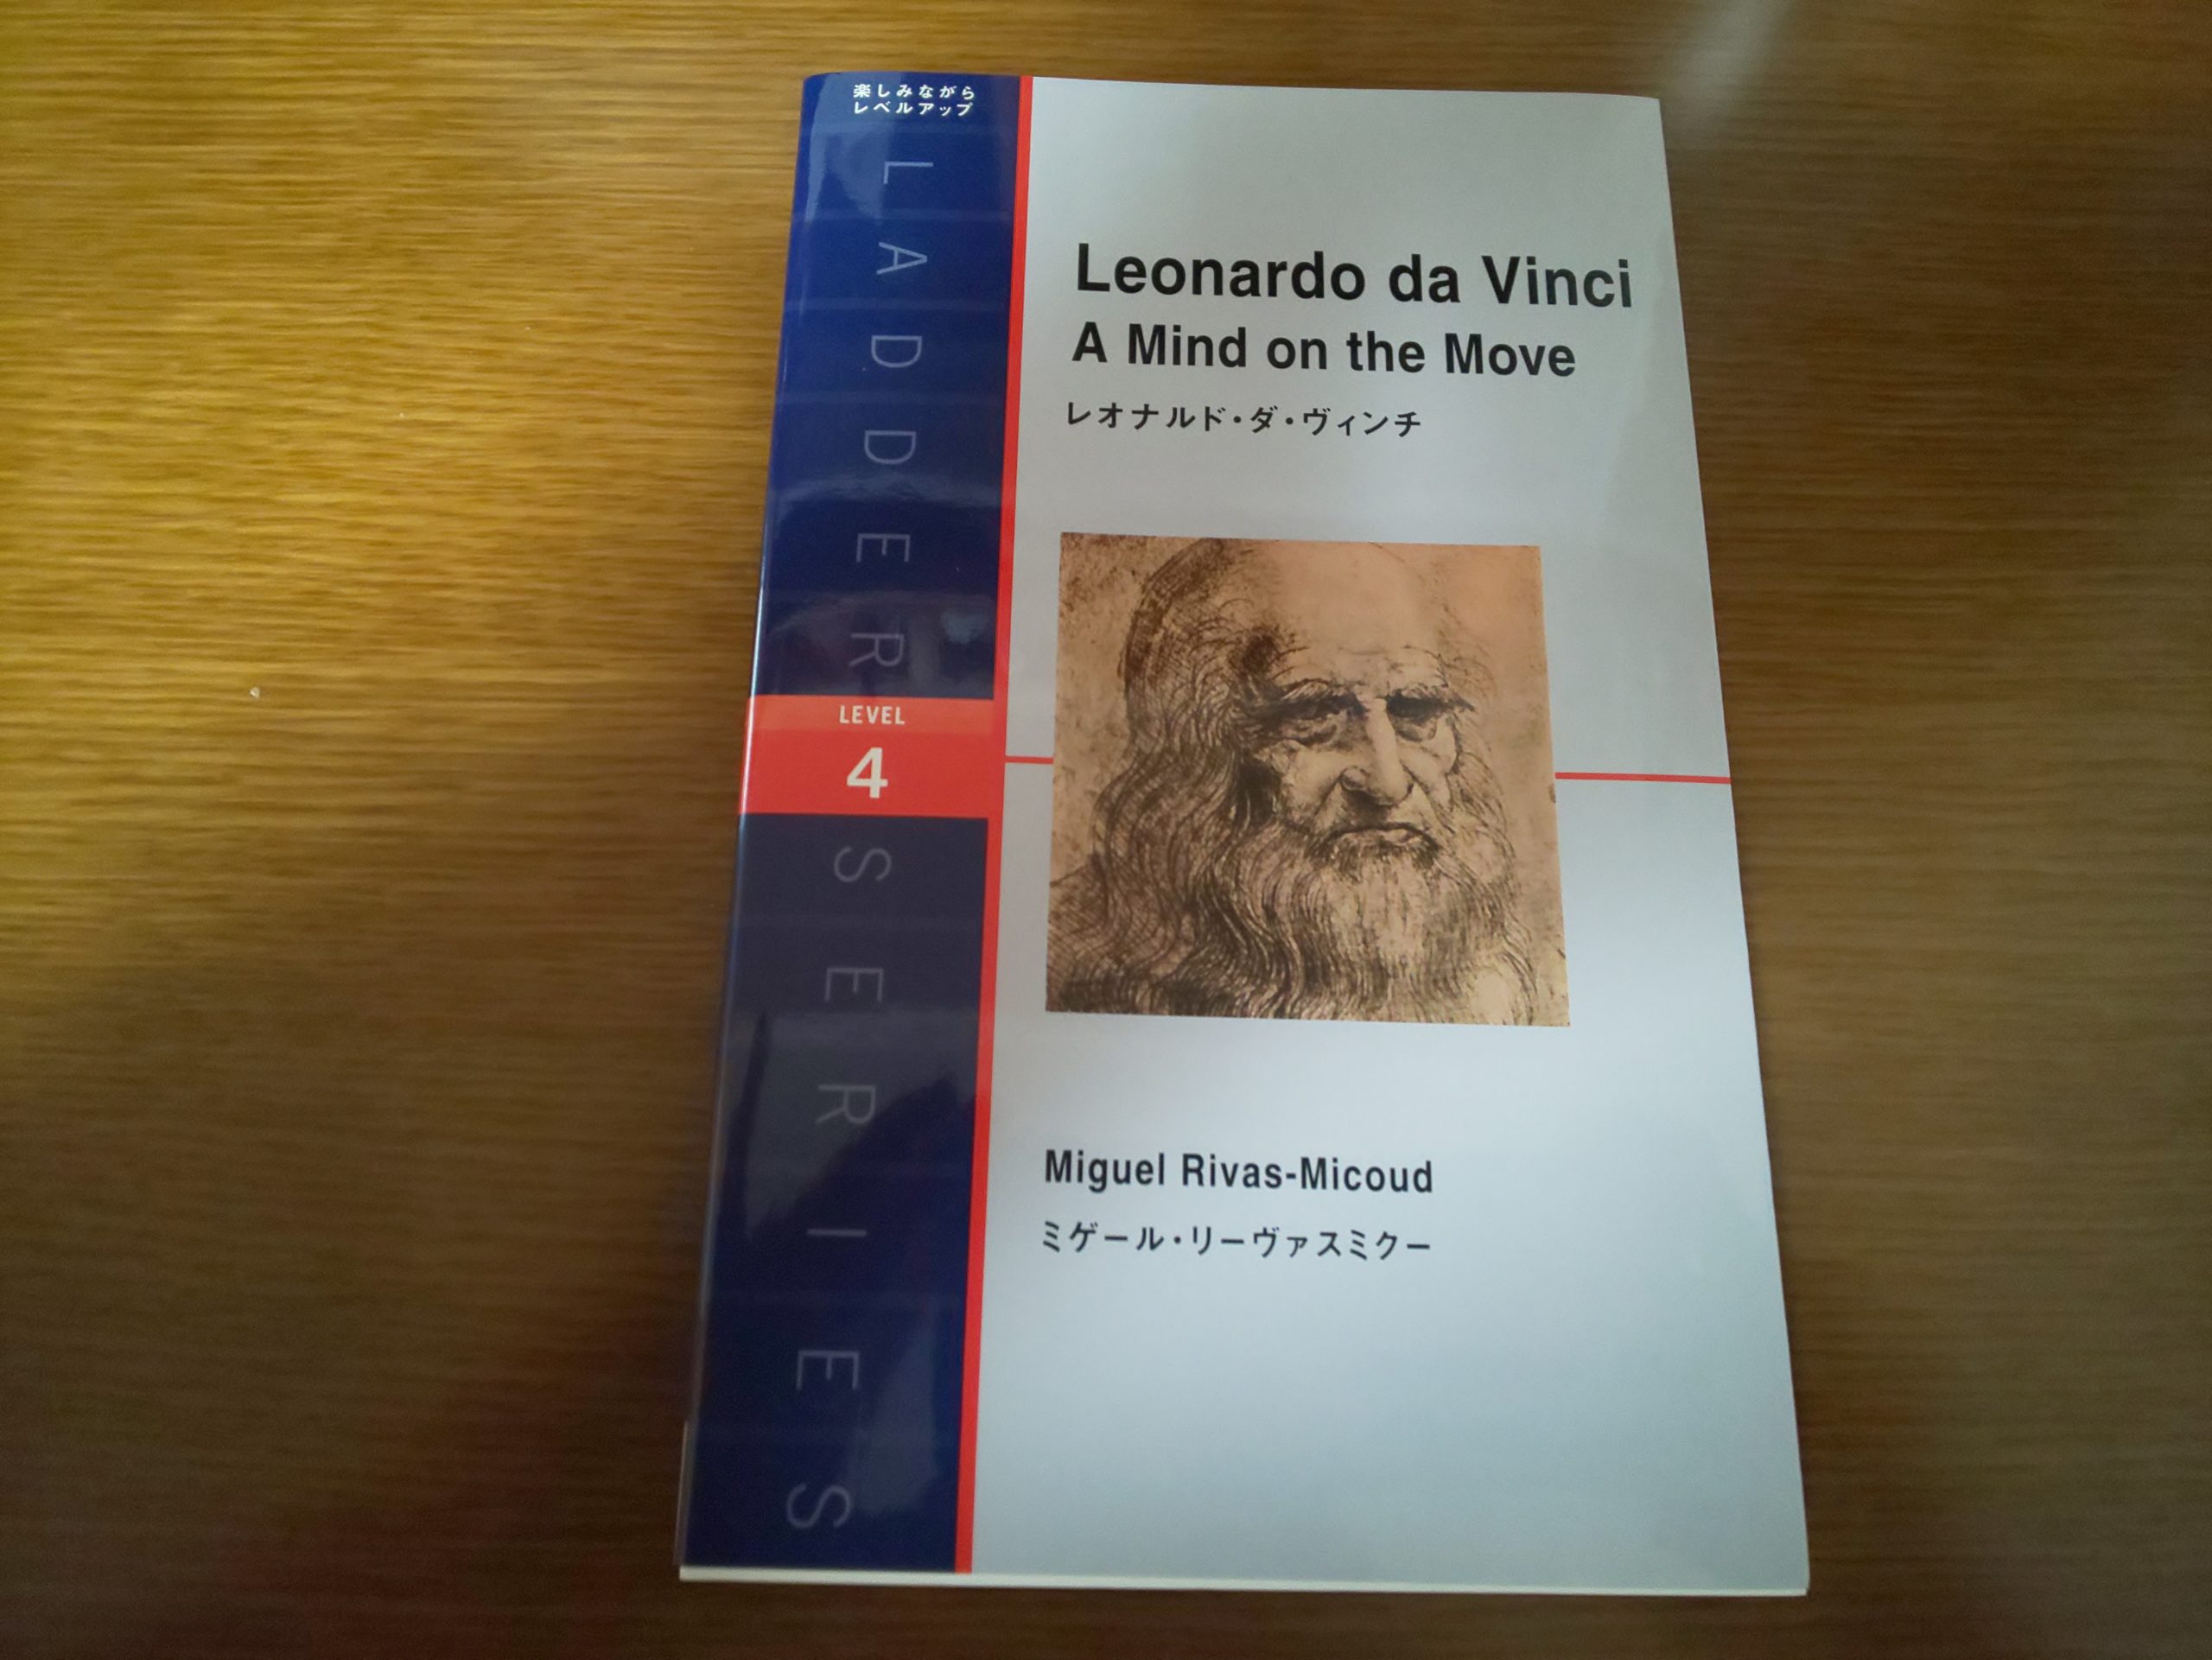 楽しみながら
レベルアップ
LADDER
LEVEL
4
SERIES
Leonardo da Vinci
A Mind on the Move
レオナルド・ダ・ヴィンチ
Miguel Rivas-Micoud
ミゲール・リーヴァスミクー